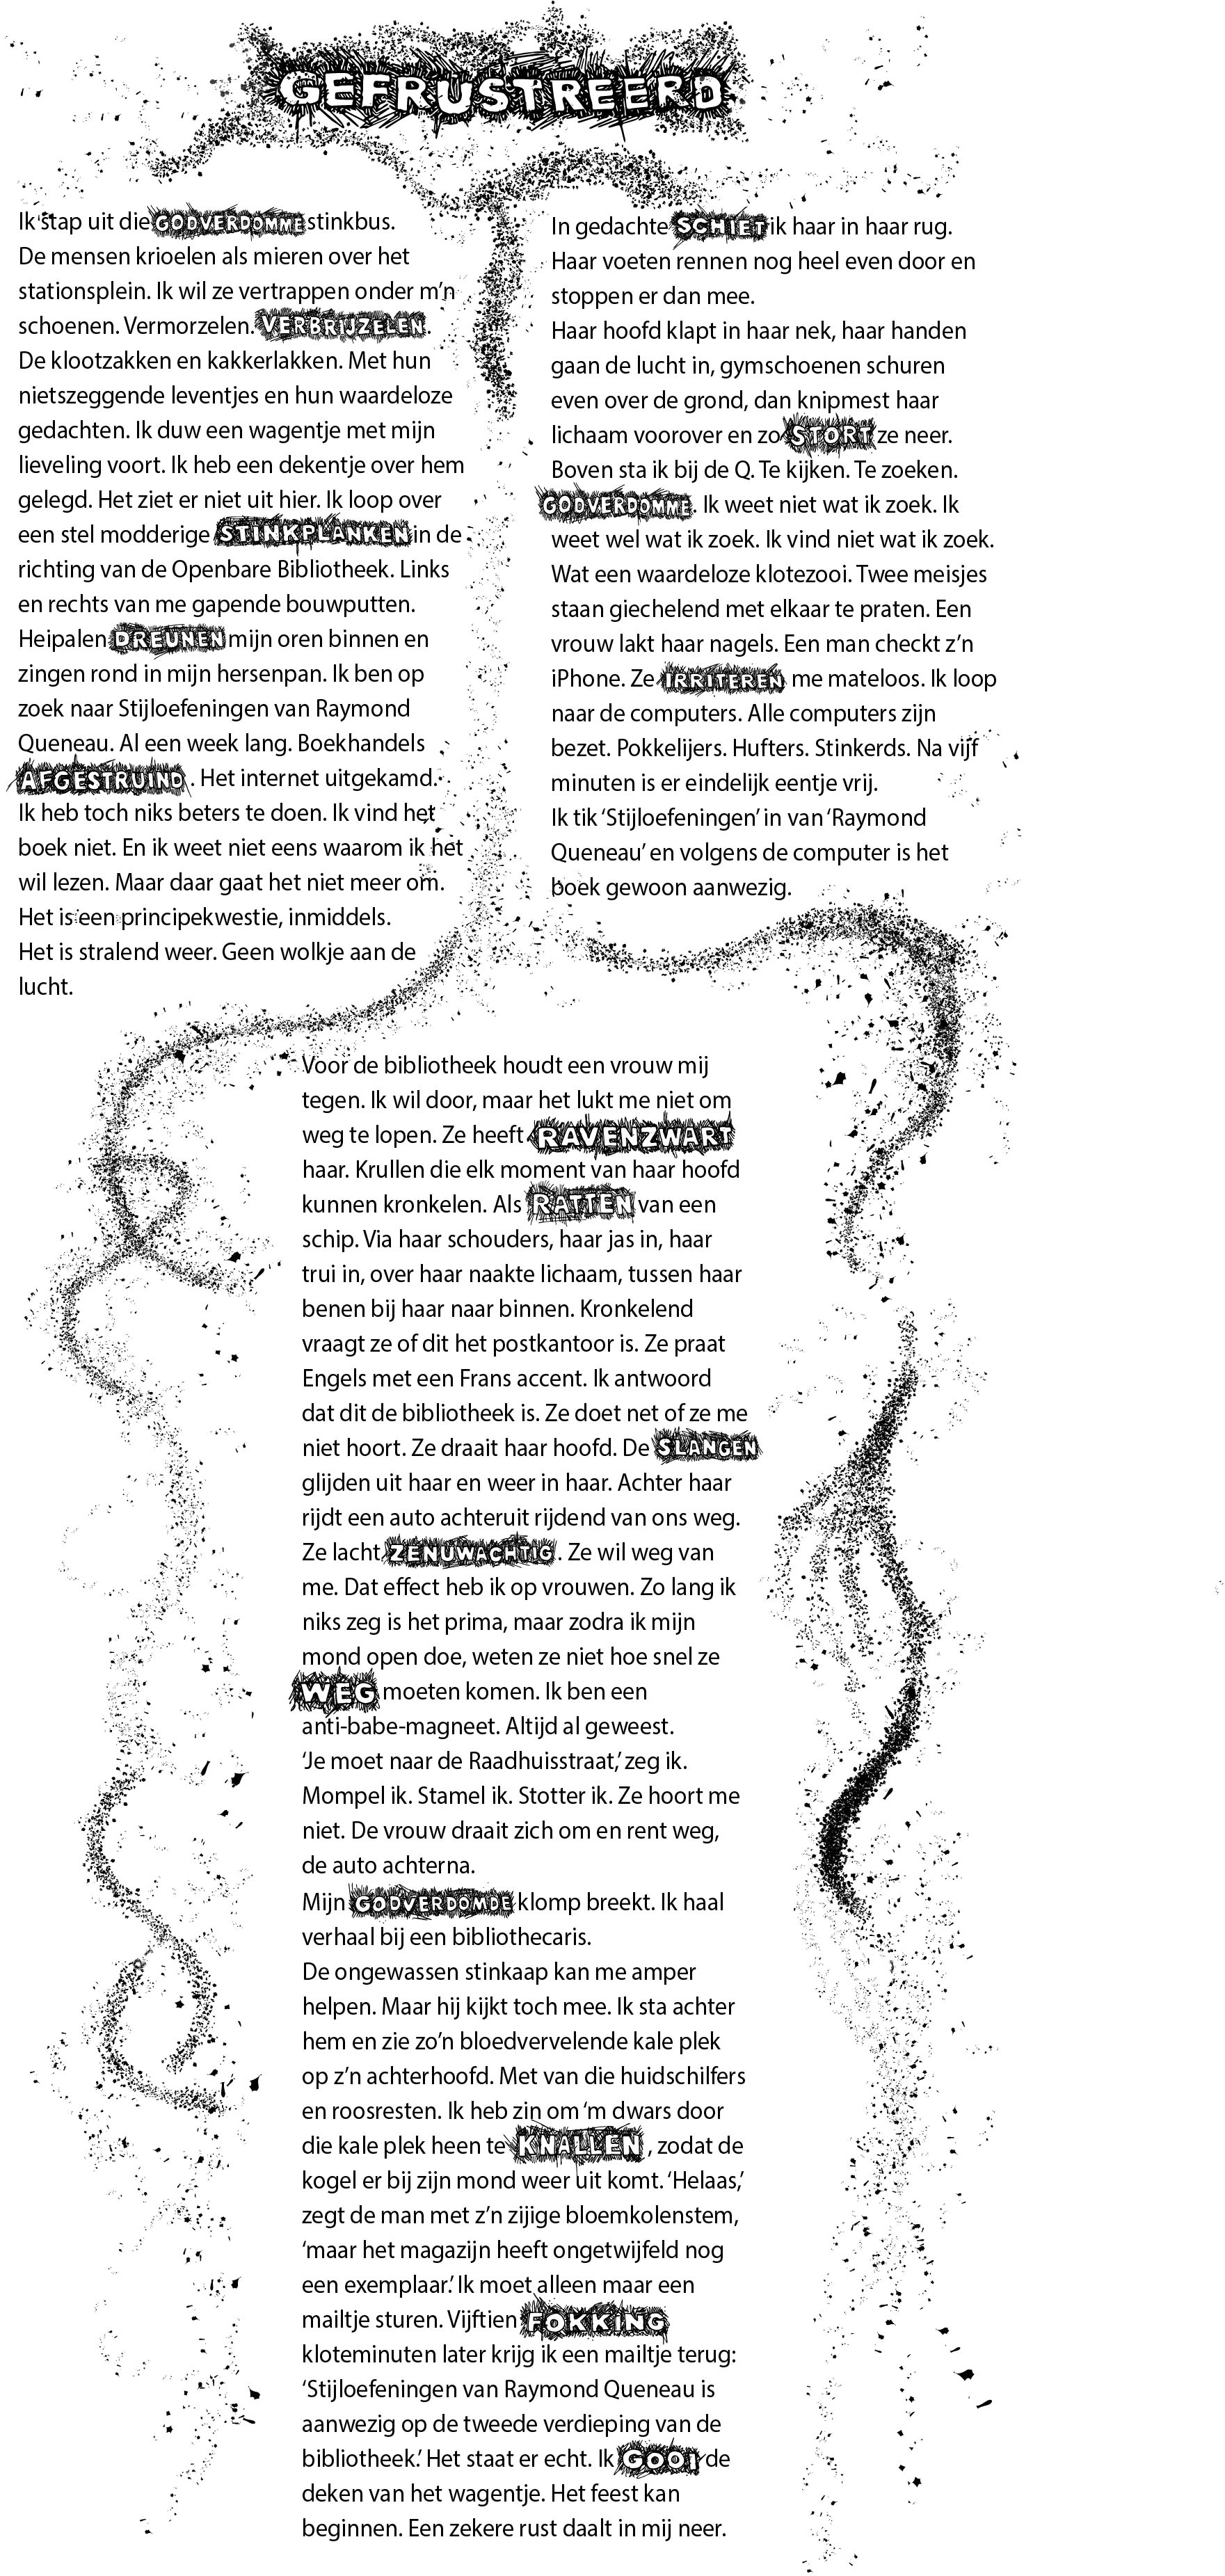 GEFRUSTREERD
Ik stap uit die GODVERDOMME stinkbus.
De mensen krioelen als mieren over het
stationsplein. Ik wil ze vertrappen onder m’n
schoenen. Vermorzelen. VERBRIJZELEN.
De klootzakken en kakkerlakken. Met hun
nietszeggende leventjes en hun waardeloze
gedachten. Ik duw een wagentje met mijn
lieveling voort. Ik heb een dekentje over hem
gelegd. Het ziet er niet uit hier. Ik loop over
een stel modderige STINKPLANKEN in de
richting van de Openbare Bibliotheek. Links
en rechts van me gapende bouwputten.
Heipalen DREUNEN mijn oren binnen en
zingen rond in mijn hersenpan. Ik ben op
zoek naar Stijloefeningen van Raymond
Queneau. Al een week lang. Boekhandels
AFGESTRUIND. Het internet uitgekamd.
Ik heb toch niks beters te doen. Ik vind het
boek niet. En ik weet niet eens waarom ik het
wil lezen. Maar daar gaat het niet meer om.
Het is een principekwestie, inmiddels.
Het is stralend weer. Geen wolkje aan de
lucht.
Voor de bibliotheek houdt een vrouw mij
tegen. Ik wil door, maar het lukt me niet om
weg te lopen. Ze heeft RAVENZWART
haar. Krullen die elk moment van haar hoofd
kunnen kronkelen. Als RATTEN van een
schip. Via haar schouders, haar jas in, haar
trui in, over haar naakte lichaam, tussen haar
benen bij haar naar binnen. Kronkelend
vraagt ze of dit het postkantoor is. Ze praat
Engels met een Frans accent. Ik antwoord
dat dit de bibliotheek is. Ze doet net of ze me
niet hoort. Ze draait haar hoofd. De SLANGEN
glijden uit haar en weer in haar. Achter haar
rijdt een auto achteruit rijdend van ons weg.
Ze lacht ZENUWACHTIG. Ze wil weg van
me. Dat effect heb ik op vrouwen. Zo lang ik
niks zeg is het prima, maar zodra ik mijn
mond open doe, weten ze niet hoe snel ze
WEG moeten komen. Ik ben een
anti-babe-magneet. Altijd al geweest.
‘Je moet naar de Raadhuisstraat,’ zeg ik.
Mompel ik. Stamel ik. Stotter ik. Ze hoort me
niet. De vrouw draait zich om en rent weg,
de auto achterna.
In gedachte SCHIET ik haar in haar rug.
Haar voeten rennen nog heel even door en
stoppen er dan mee.
Haar hoofd klapt in haar nek, haar handen
gaan de lucht in, gymschoenen schuren
even over de grond, dan knipmest haar
lichaam voorover en zo STORT ze neer.
Boven sta ik bij de Q. Te kijken. Te zoeken.
GODVERDOMME. Ik weet niet wat ik zoek. Ik
weet wel wat ik zoek. Ik vind niet wat ik zoek.
Wat een waardeloze klotezooi. Twee meisjes
staan giechelend met elkaar te praten. Een
vrouw lakt haar nagels. Een man checkt z’n
iPhone. Ze IRRITEREN me mateloos. Ik loop
naar de computers. Alle computers zijn
bezet. Pokkelijers. Hufters. Stinkerds. Na vijf
minuten is er eindelijk eentje vrij.
Ik tik ‘Stijloefeningen’ in van ‘Raymond
Queneau’ en volgens de computer is het
boek gewoon aanwezig.
Mijn GODVERDOMDE klomp breekt. Ik haal
verhaal bij een bibliothecaris.
De ongewassen stinkaap kan me amper
helpen. Maar hij kijkt toch mee. Ik sta achter
hem en zie zo’n bloedvervelende kale plek
op z’n achterhoofd. Met van die huidschilfers
en roosresten. Ik heb zin om ‘m dwars door
die kale plek heen te KNALLEN, zodat de
kogel er bij zijn mond weer uit komt. ‘Helaas,’
zegt de man met z’n zijige bloemkolenstem,
‘maar het magazijn heeft ongetwijfeld nog
een exemplaar.’ Ik moet alleen maar een
mailtje sturen. Vijftien FOKKING
kloteminuten later krijg ik een mailtje terug:
‘Stijloefeningen van Raymond Queneau is
aanwezig op de tweede verdieping van de
bibliotheek.’ Het staat er echt. Ik GOOI de
deken van het wagentje. Het feest kan
beginnen. Een zekere rust daalt in mij neer.